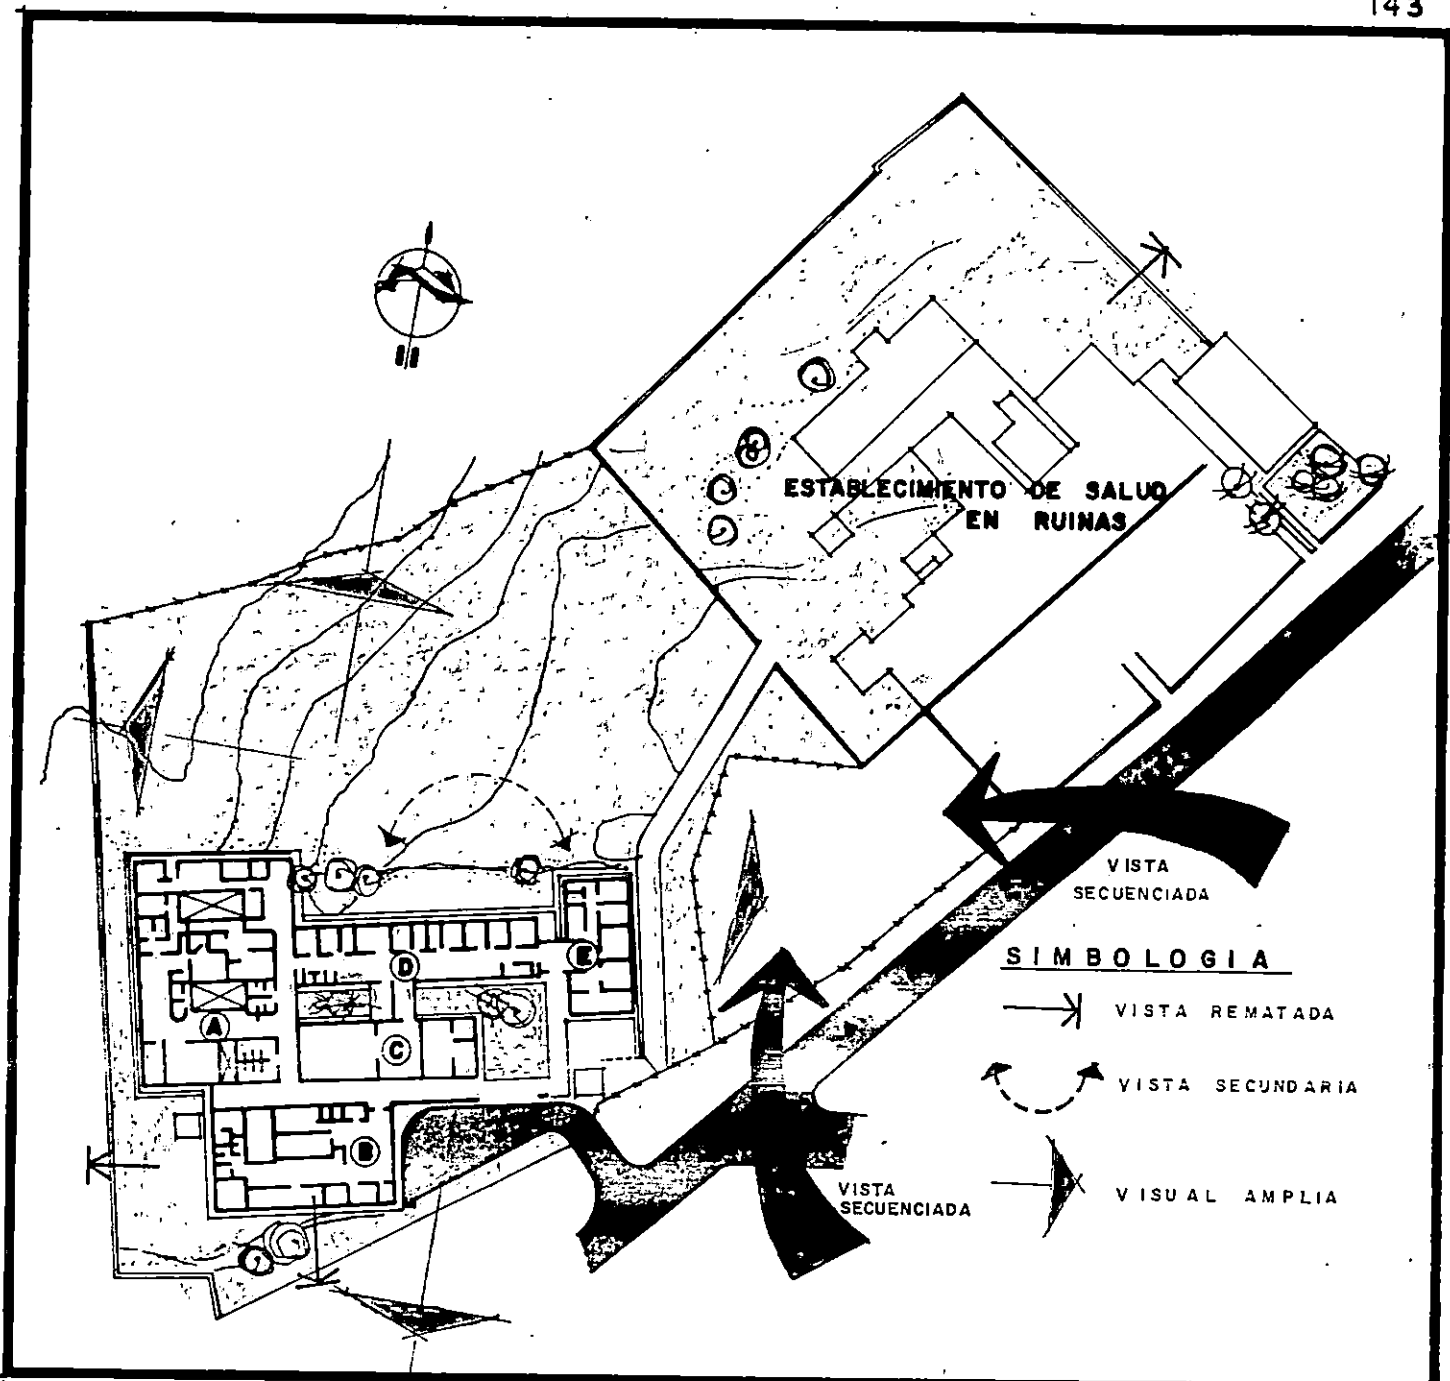 143
ESTABLECIMIENTO DE SALUD
EN RUINAS
VISTA
SECUENCIADA
SIMBOLOGIA
VISTA REMATADA
VISTA SECUNDARIA
VISUAL AMPLIA
VISTA
SECUENCIADA
A
D
E
C
B